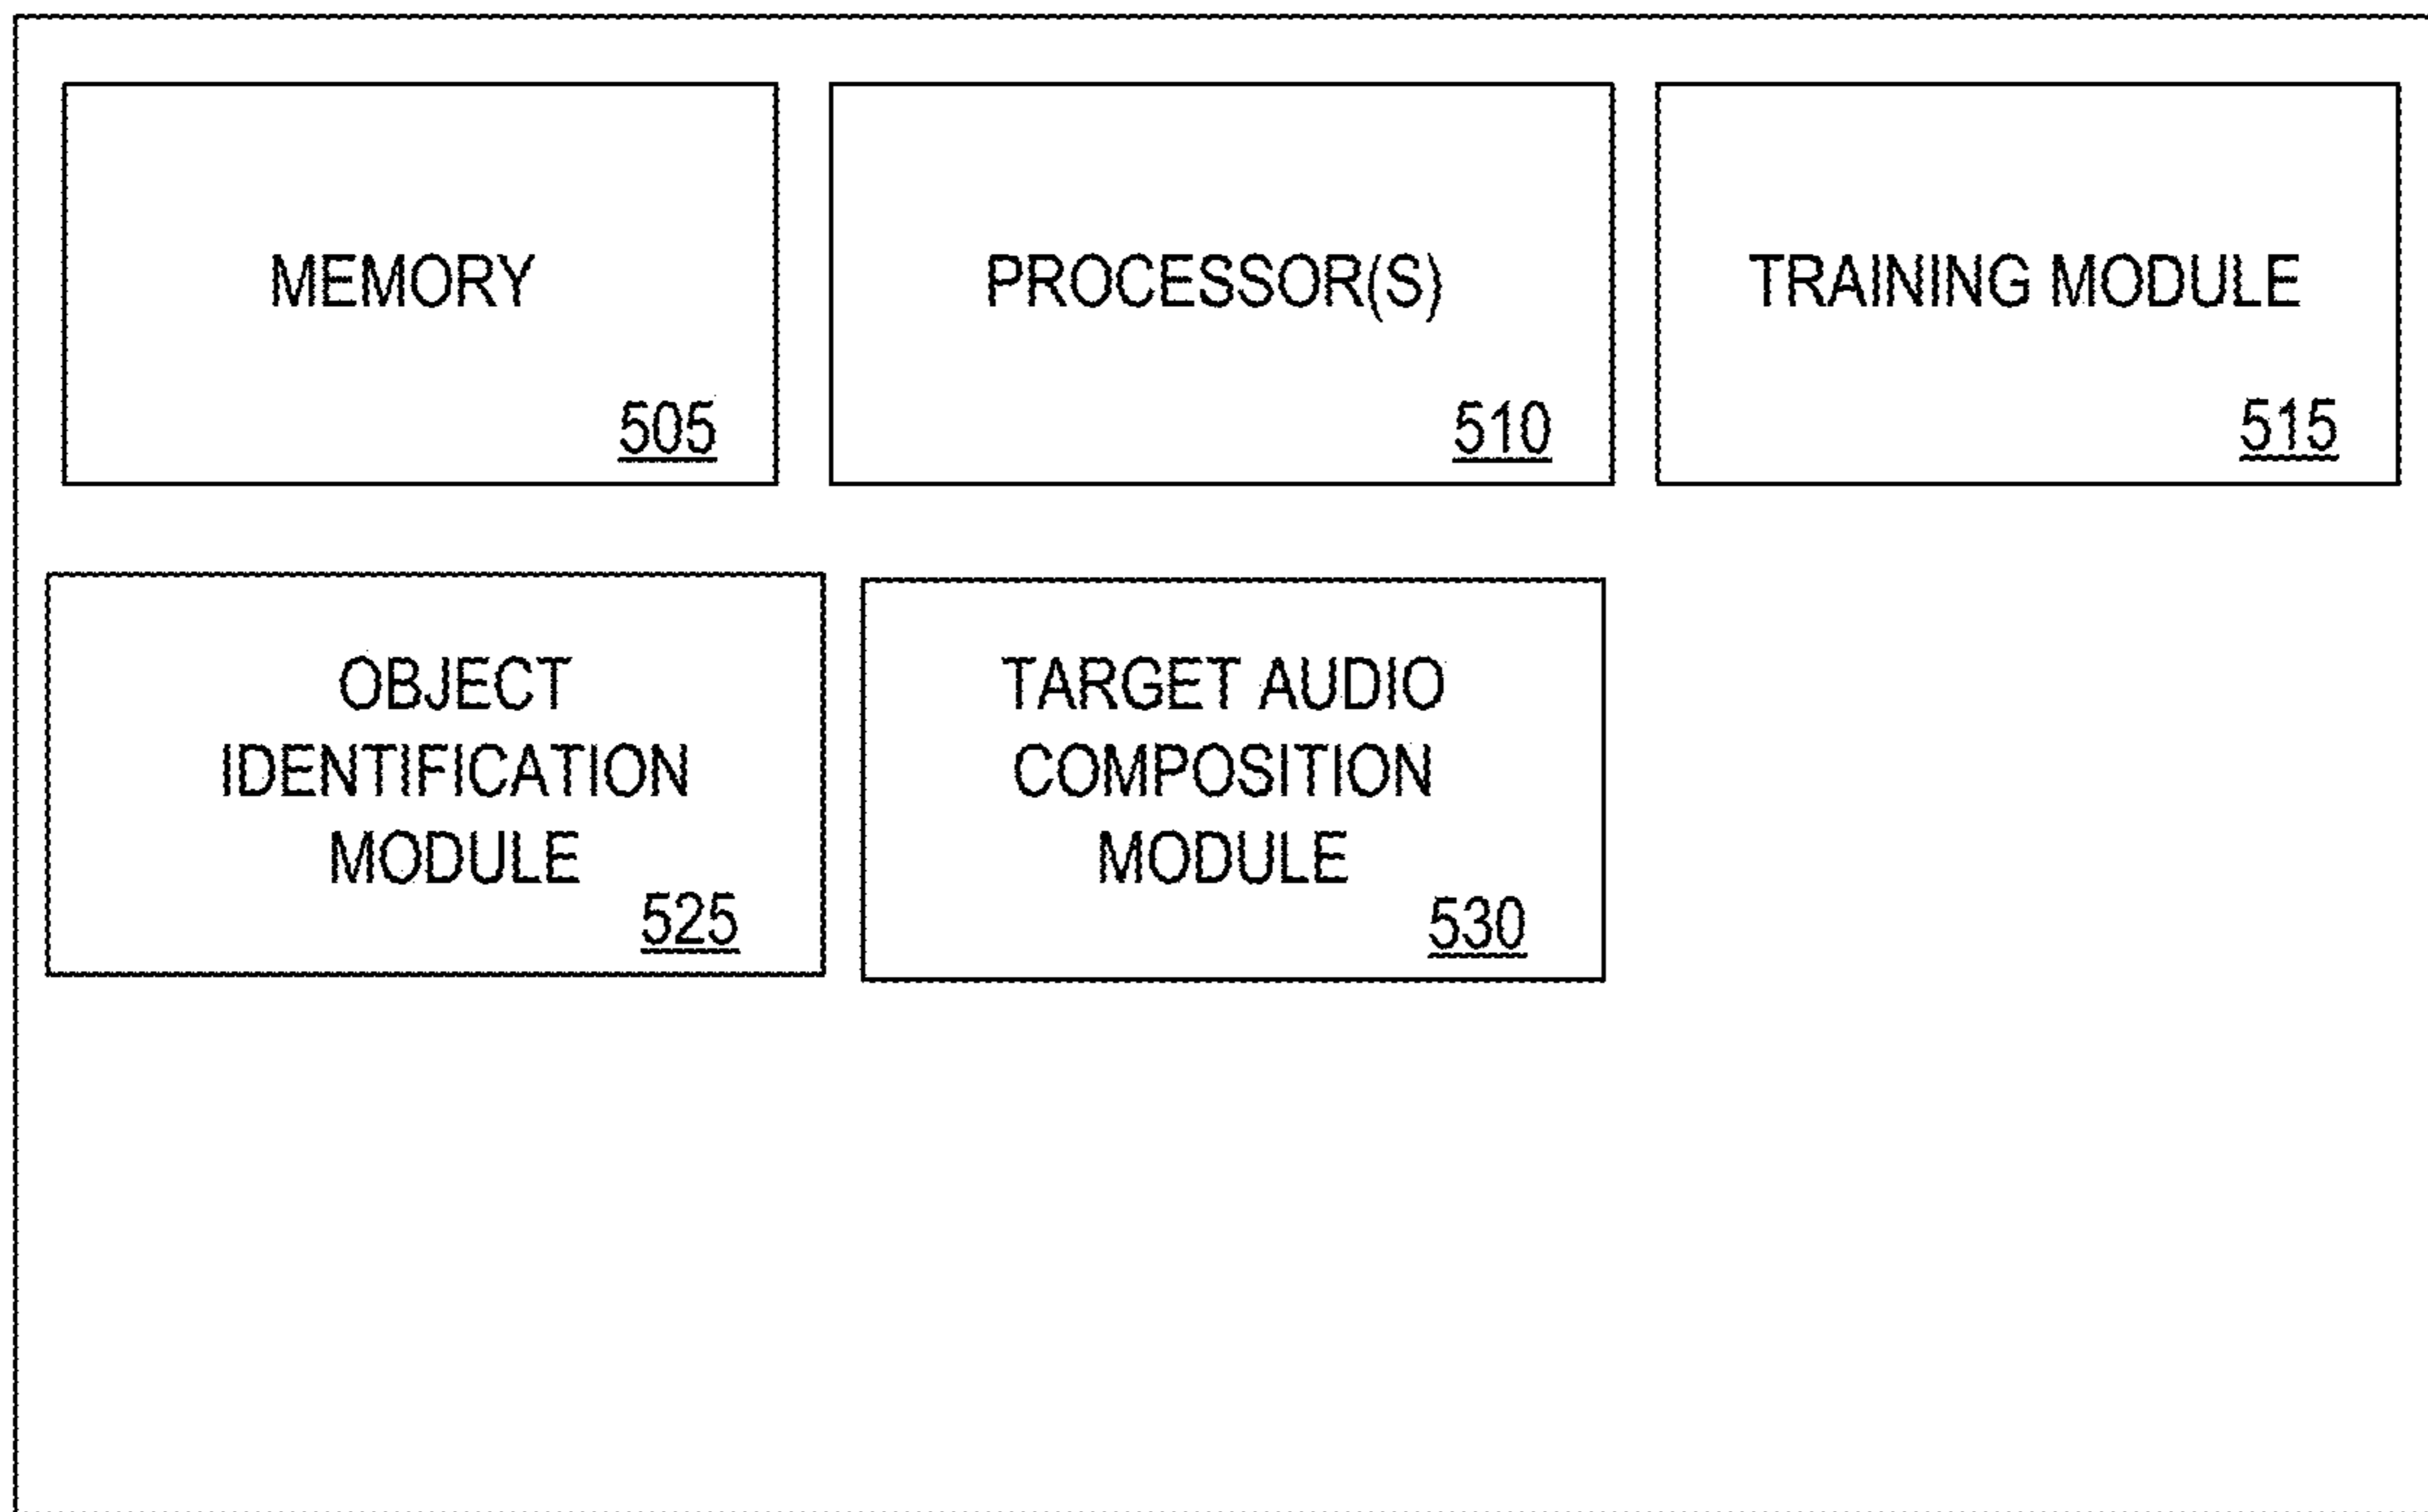 MEMORY
505
PROCESSOR(S)
510
TRAINING MODULE
515
OBJECT
IDENTIFICATION
MODULE
525
TARGET AUDIO
COMPOSITION
MODULE
530